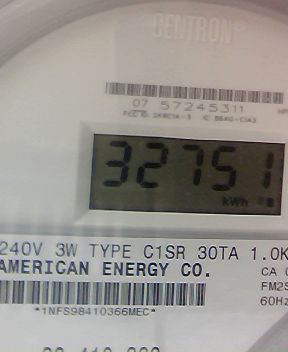 CENTRON®
07 57245311
32751
kWh
240V 3W TYPE C1SR 30TA 1.0K
AMERICAN ENERGY CO.
CA
FM2S
60Hz
*1NFS98410366MEC*